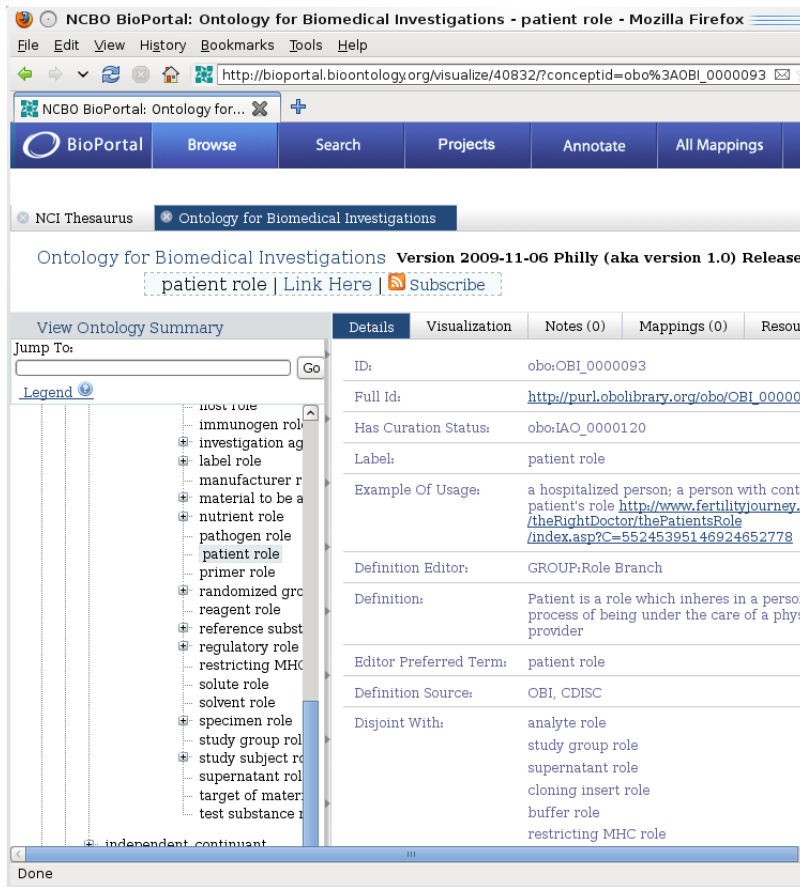 NCBO BioPortal: Ontology for Biomedical Investigations - patient role - Mozilla Firefox
File Edit View History Bookmarks Tools Help
http://bioportal.bioontology.org/visualize/40832/?conceptid=obo%3AOBI_0000093
NCBO BioPortal: Ontology for...
BioPortal Browse Search Projects Annotate All Mappings
NCI Thesaurus Ontology for Biomedical Investigations
Ontology for Biomedical Investigations Version 2009-11-06 Philly (aka version 1.0) Release
patient role | Link Here | Subscribe
View Ontology Summary
Jump To:
Go
Legend
host role
immunogen role
investigation ag
label role
manufacturer r
material to be a
nutrient role
pathogen role
patient role
primer role
randomized gro
reagent role
reference subst
regulatory role
restricting MHC
solute role
solvent role
specimen role
study group rol
study subject ro
supernatant rol
target of mater
test substance r
independent_continuant
Details Visualization Notes (0) Mappings (0) Resou
ID: obo:OBI_0000093
Full Id: http://purl.obolibrary.org/obo/OBI_00000
Has Curation Status: obo:IAO_0000120
Label: patient role
Example Of Usage: a hospitalized person; a person with cont
patient's role http://www.fertilityjourney.
/theRightDoctor/thePatientsRole
/index.asp?C=55245395146924652778
Definition Editor: GROUP:Role Branch
Definition: Patient is a role which inheres in a perso
process of being under the care of a phys
provider
Editor Preferred Term: patient role
Definition Source: OBI, CDISC
Disjoint With: analyte role
study group role
supernatant role
cloning insert role
buffer role
restricting MHC role
Done